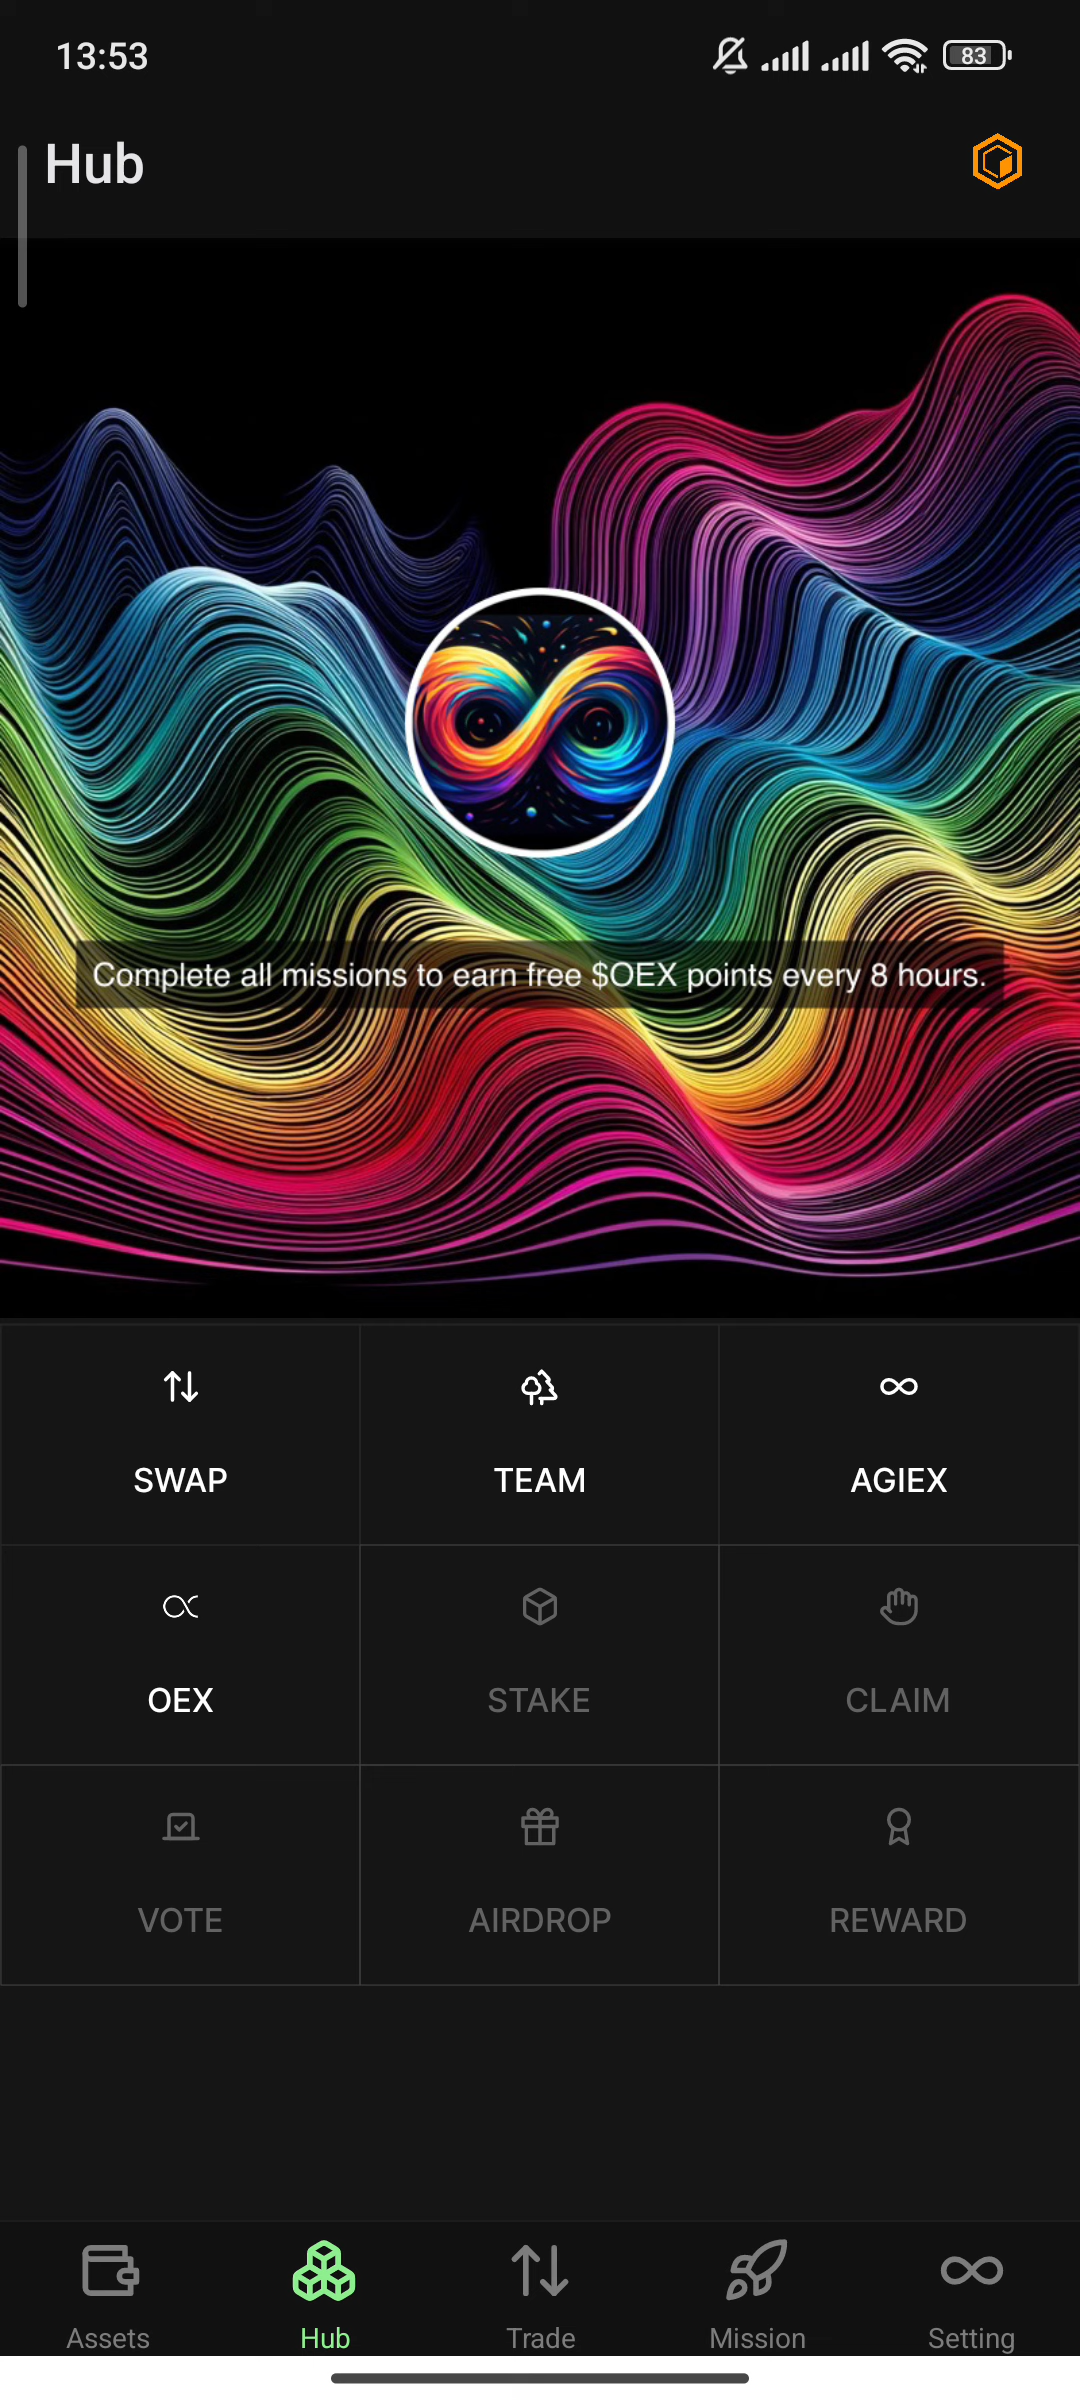 13:53
83
Hub
Complete all missions to earn free $OEX points every 8 hours.
SWAP
TEAM
AGIEX
OEX
STAKE
CLAIM
VOTE
AIRDROP
REWARD
Assets
Hub
Trade
Mission
Setting